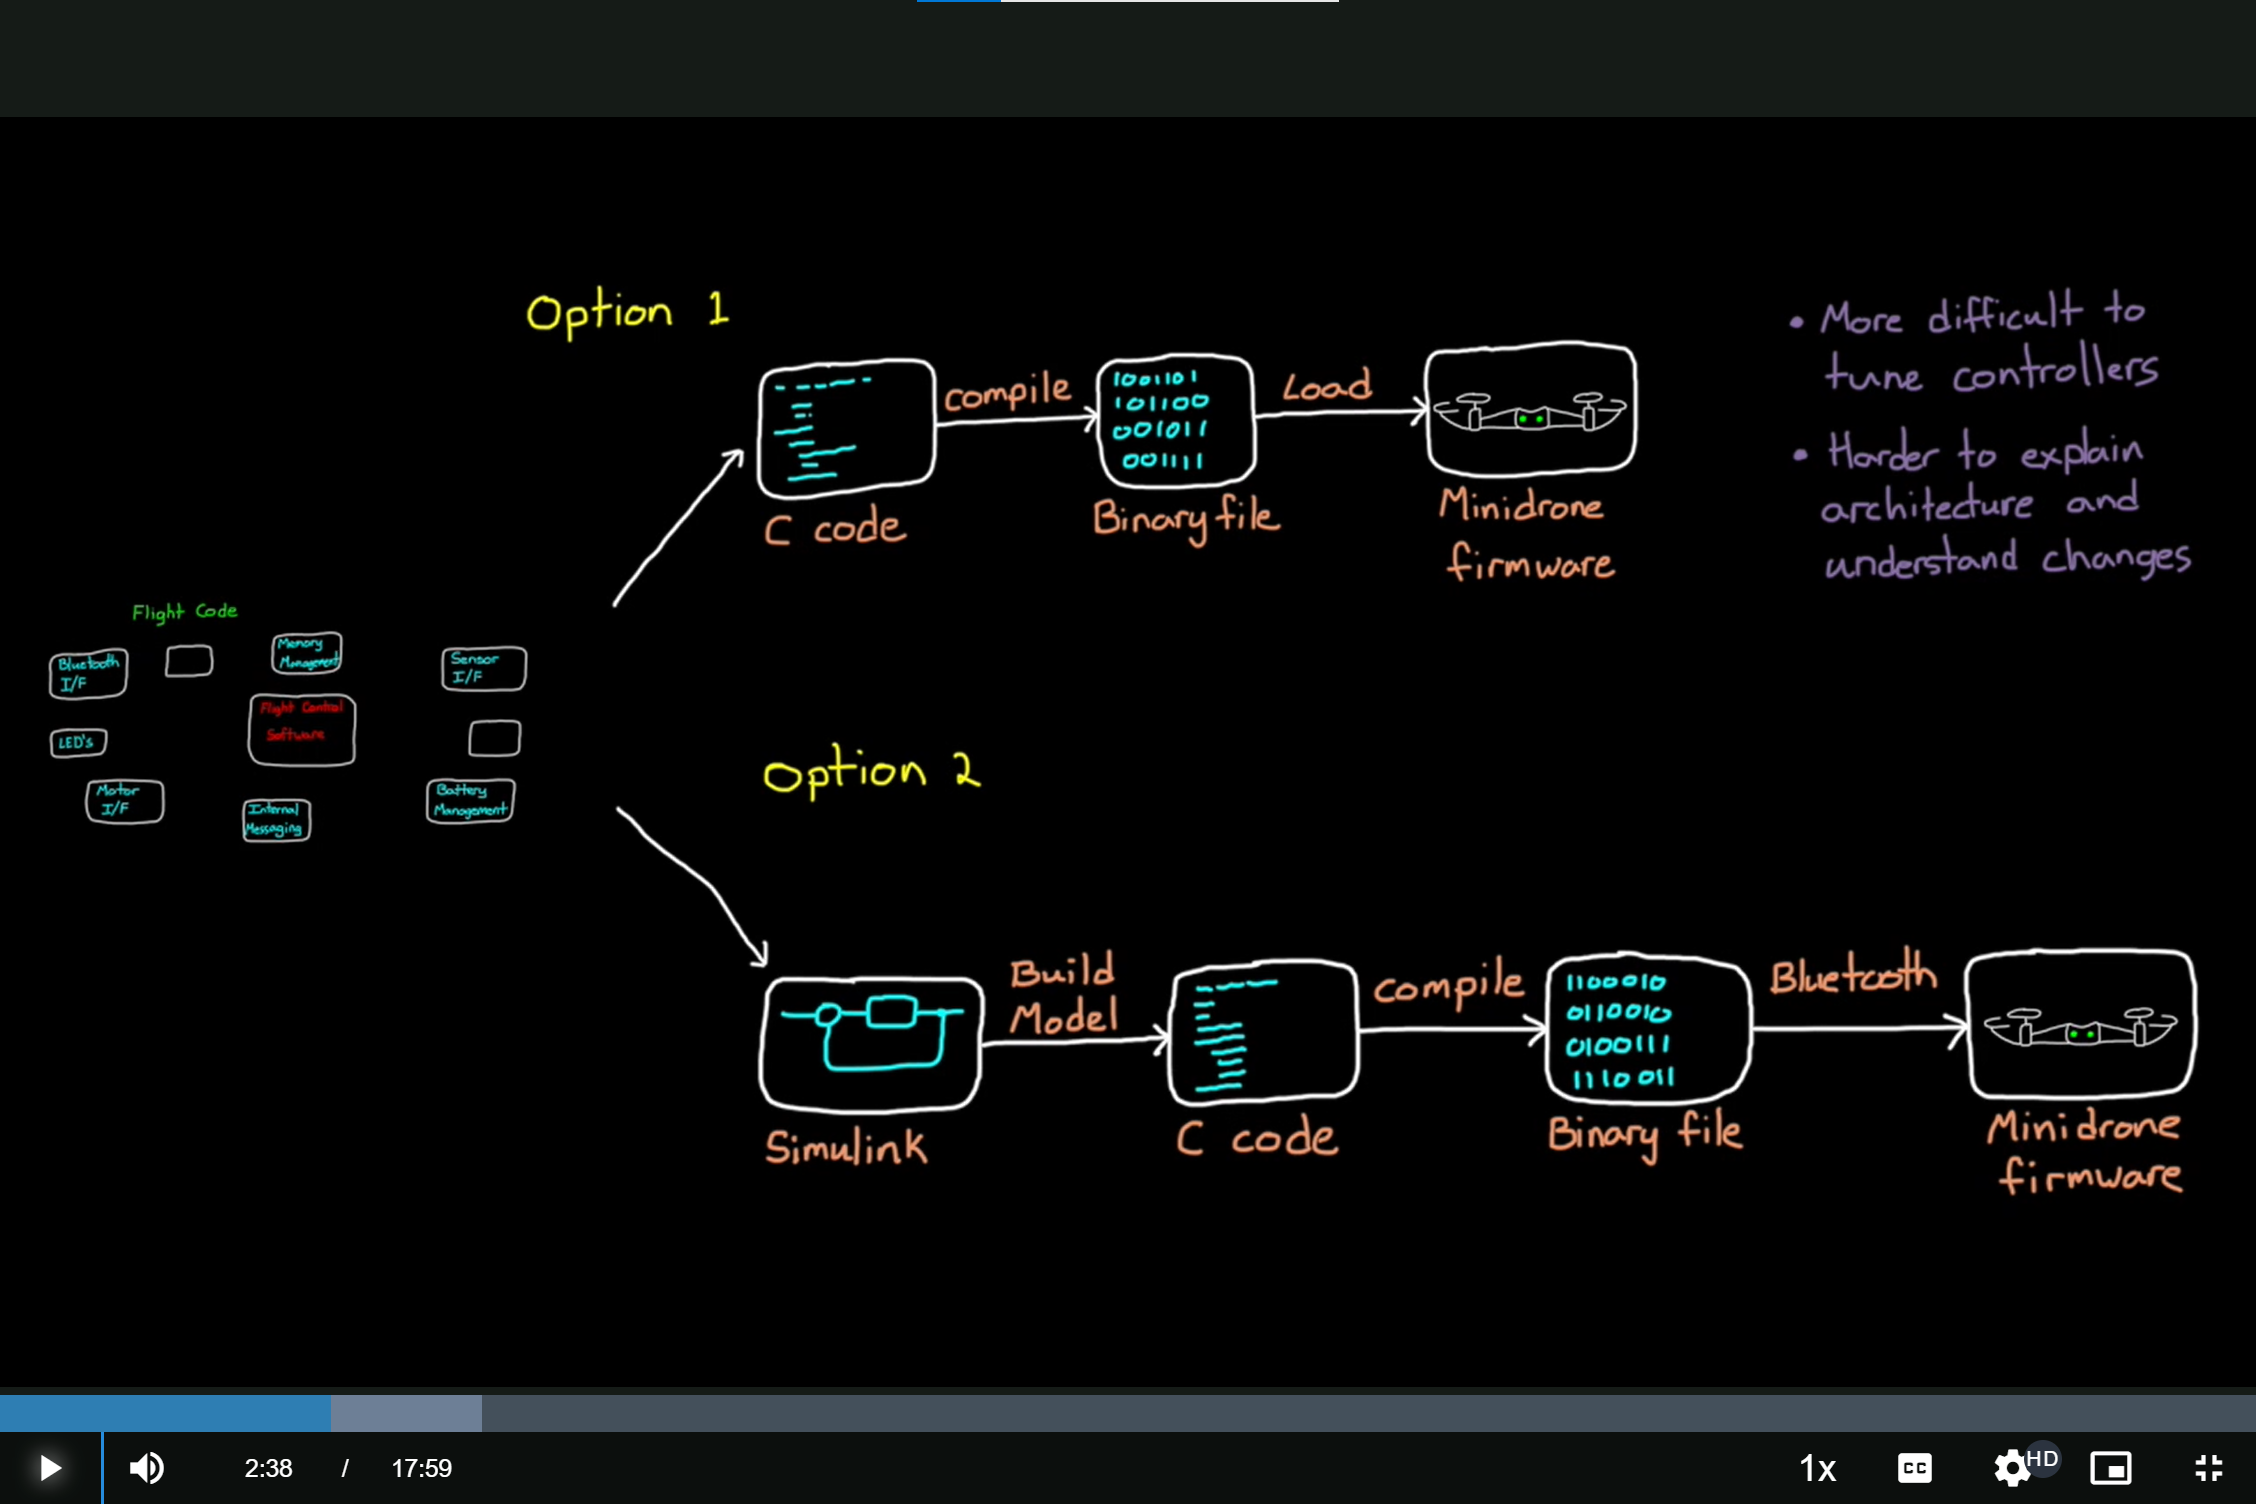 Option 1
1001101
101100
001011
001111
compile
Load
C code
Binary file
Minidrone
firmware
• More difficult to
tune controllers
• Harder to explain
architecture and
understand changes
Flight Code
Bluetooth
I/F
Memory
Management
Sensor
I/F
Flight Control
Software
LED's
Motor
I/F
Internal
Messaging
Battery
Management
Option 2
Build
Model
compile
1100010
0110010
0100111
1110 011
Bluetooth
Simulink
C code
Binary file
Minidrone
firmware
2:38 / 17:59
1x
CC
HD